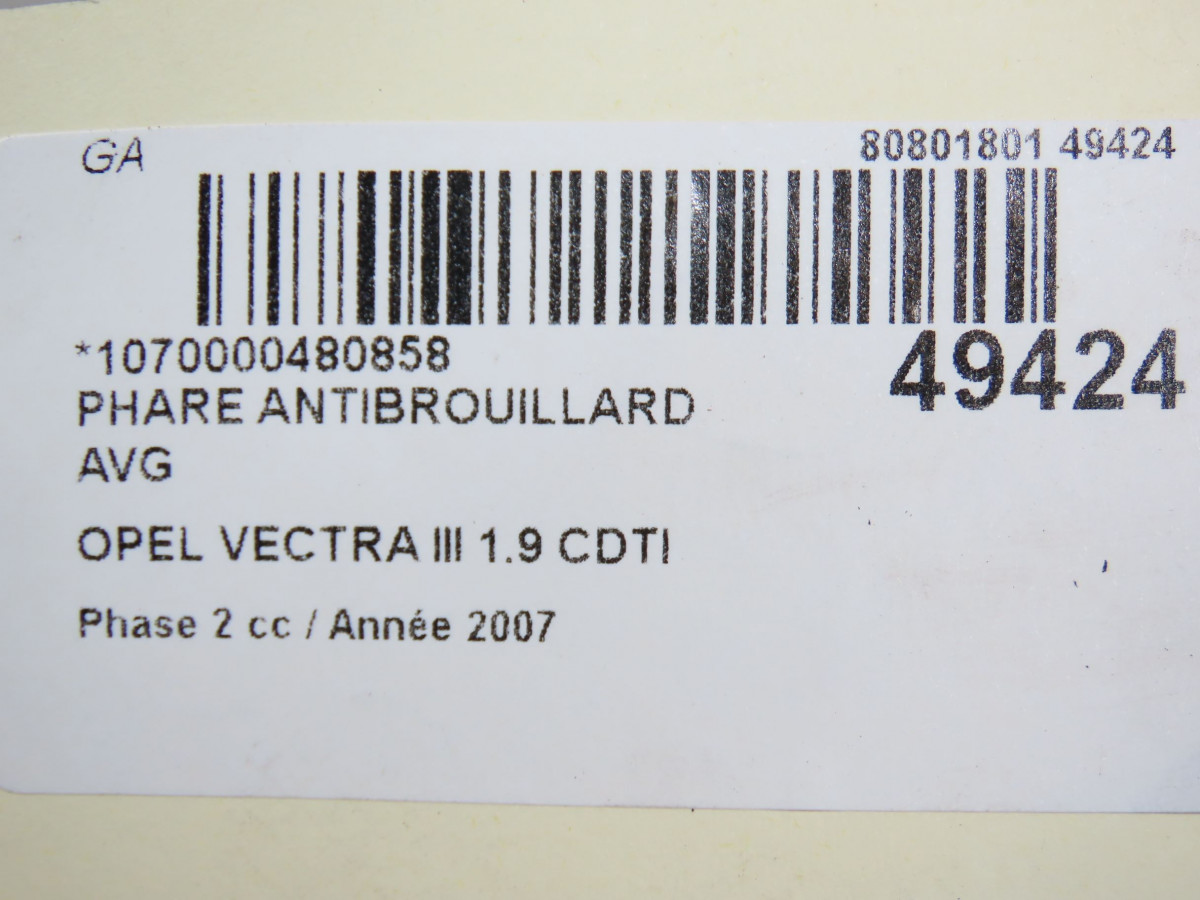 GA
80801801 49424
*1070000480858
49424
PHARE ANTIBROUILLARD
AVG
OPEL VECTRA III 1.9 CDTI
Phase 2 cc / Année 2007